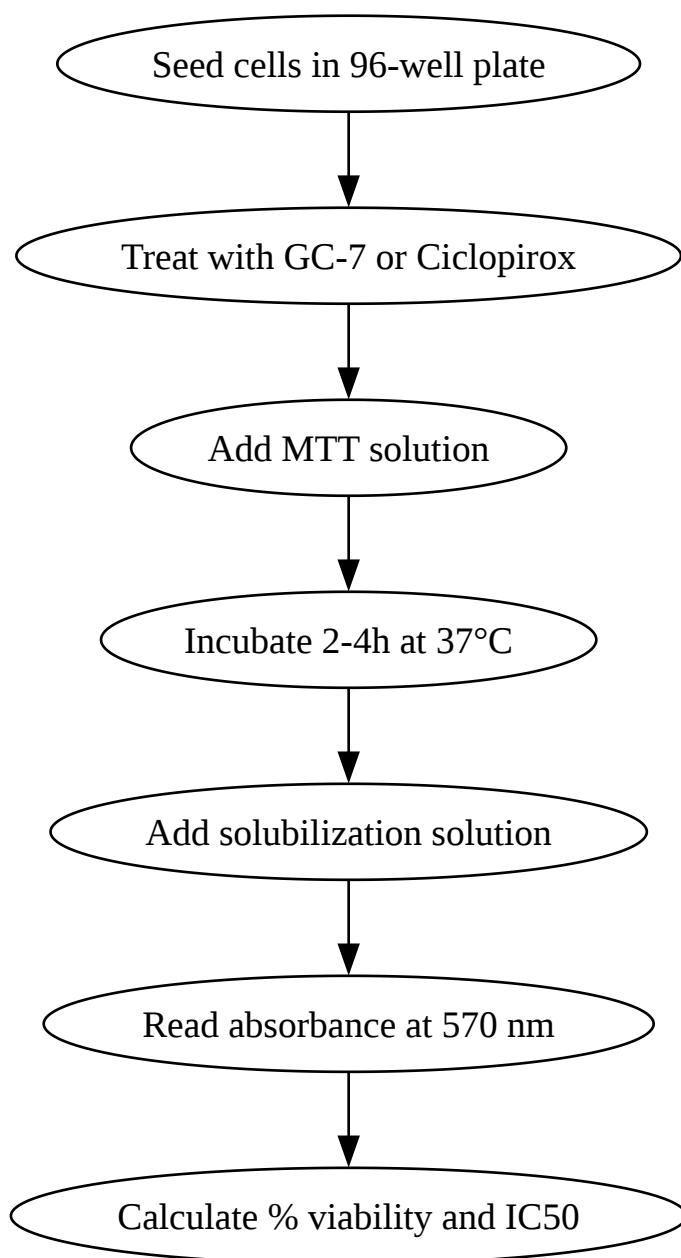 Seed cells in 96-well plate
Treat with GC-7 or Ciclopirox
Add MTT solution
Incubate 2-4h at 37°C
Add solubilization solution
Read absorbance at 570 nm
Calculate % viability and IC50